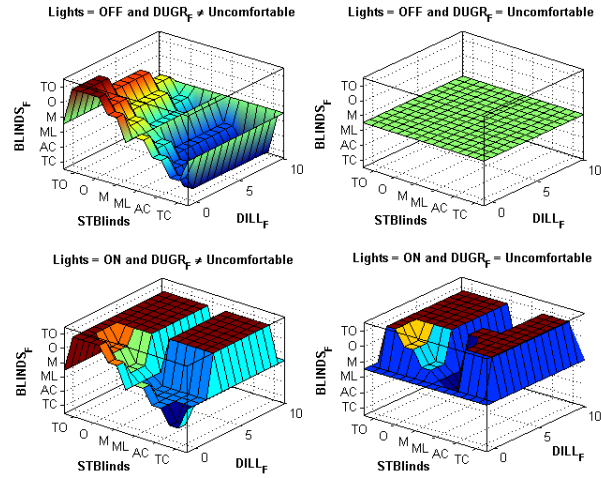 Lights = OFF and DUGR_F ≠ Uncomfortable
TO
O
M
ML
AC
TC
BLINDS_F
TO O M ML AC TC
STBlinds
0 5 10
DILL_F
Lights = OFF and DUGR_F = Uncomfortable
TO
O
M
ML
AC
TC
BLINDS_F
TO O M ML AC TC
STBlinds
0 5 10
DILL_F
Lights = ON and DUGR_F ≠ Uncomfortable
TO
O
M
ML
AC
TC
BLINDS_F
TO O M ML AC TC
STBlinds
0 5 10
DILL_F
Lights = ON and DUGR_F = Uncomfortable
TO
O
M
ML
AC
TC
BLINDS_F
TO O M ML AC TC
STBlinds
0 5 10
DILL_F